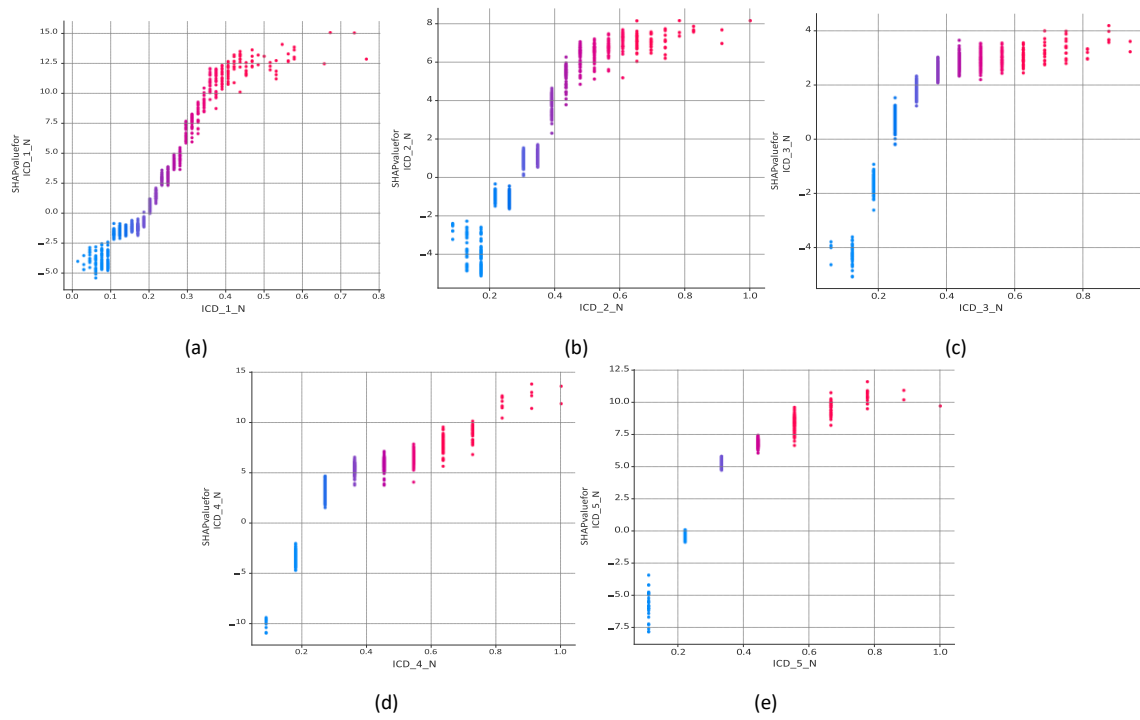 15.0
12.5
10.0
7.5
5.0
2.5
0.0
−2.5
−5.0
SHAPvaluefor
ICD_1_N
0.0 0.1 0.2 0.3 0.4 0.5 0.6 0.7 0.8
ICD_1_N
(a)
8
6
4
2
0
−2
−4
SHAPvaluefor
ICD_2_N
0.2 0.4 0.6 0.8 1.0
ICD_2_N
(b)
4
2
0
−2
−4
SHAPvaluefor
ICD_3_N
0.2 0.4 0.6 0.8
ICD_3_N
(c)
15
10
5
0
−5
−10
SHAPvaluefor
ICD_4_N
0.2 0.4 0.6 0.8 1.0
ICD_4_N
(d)
12.5
10.0
7.5
5.0
2.5
0.0
−2.5
−5.0
−7.5
SHAPvaluefor
ICD_5_N
0.2 0.4 0.6 0.8 1.0
ICD_5_N
(e)